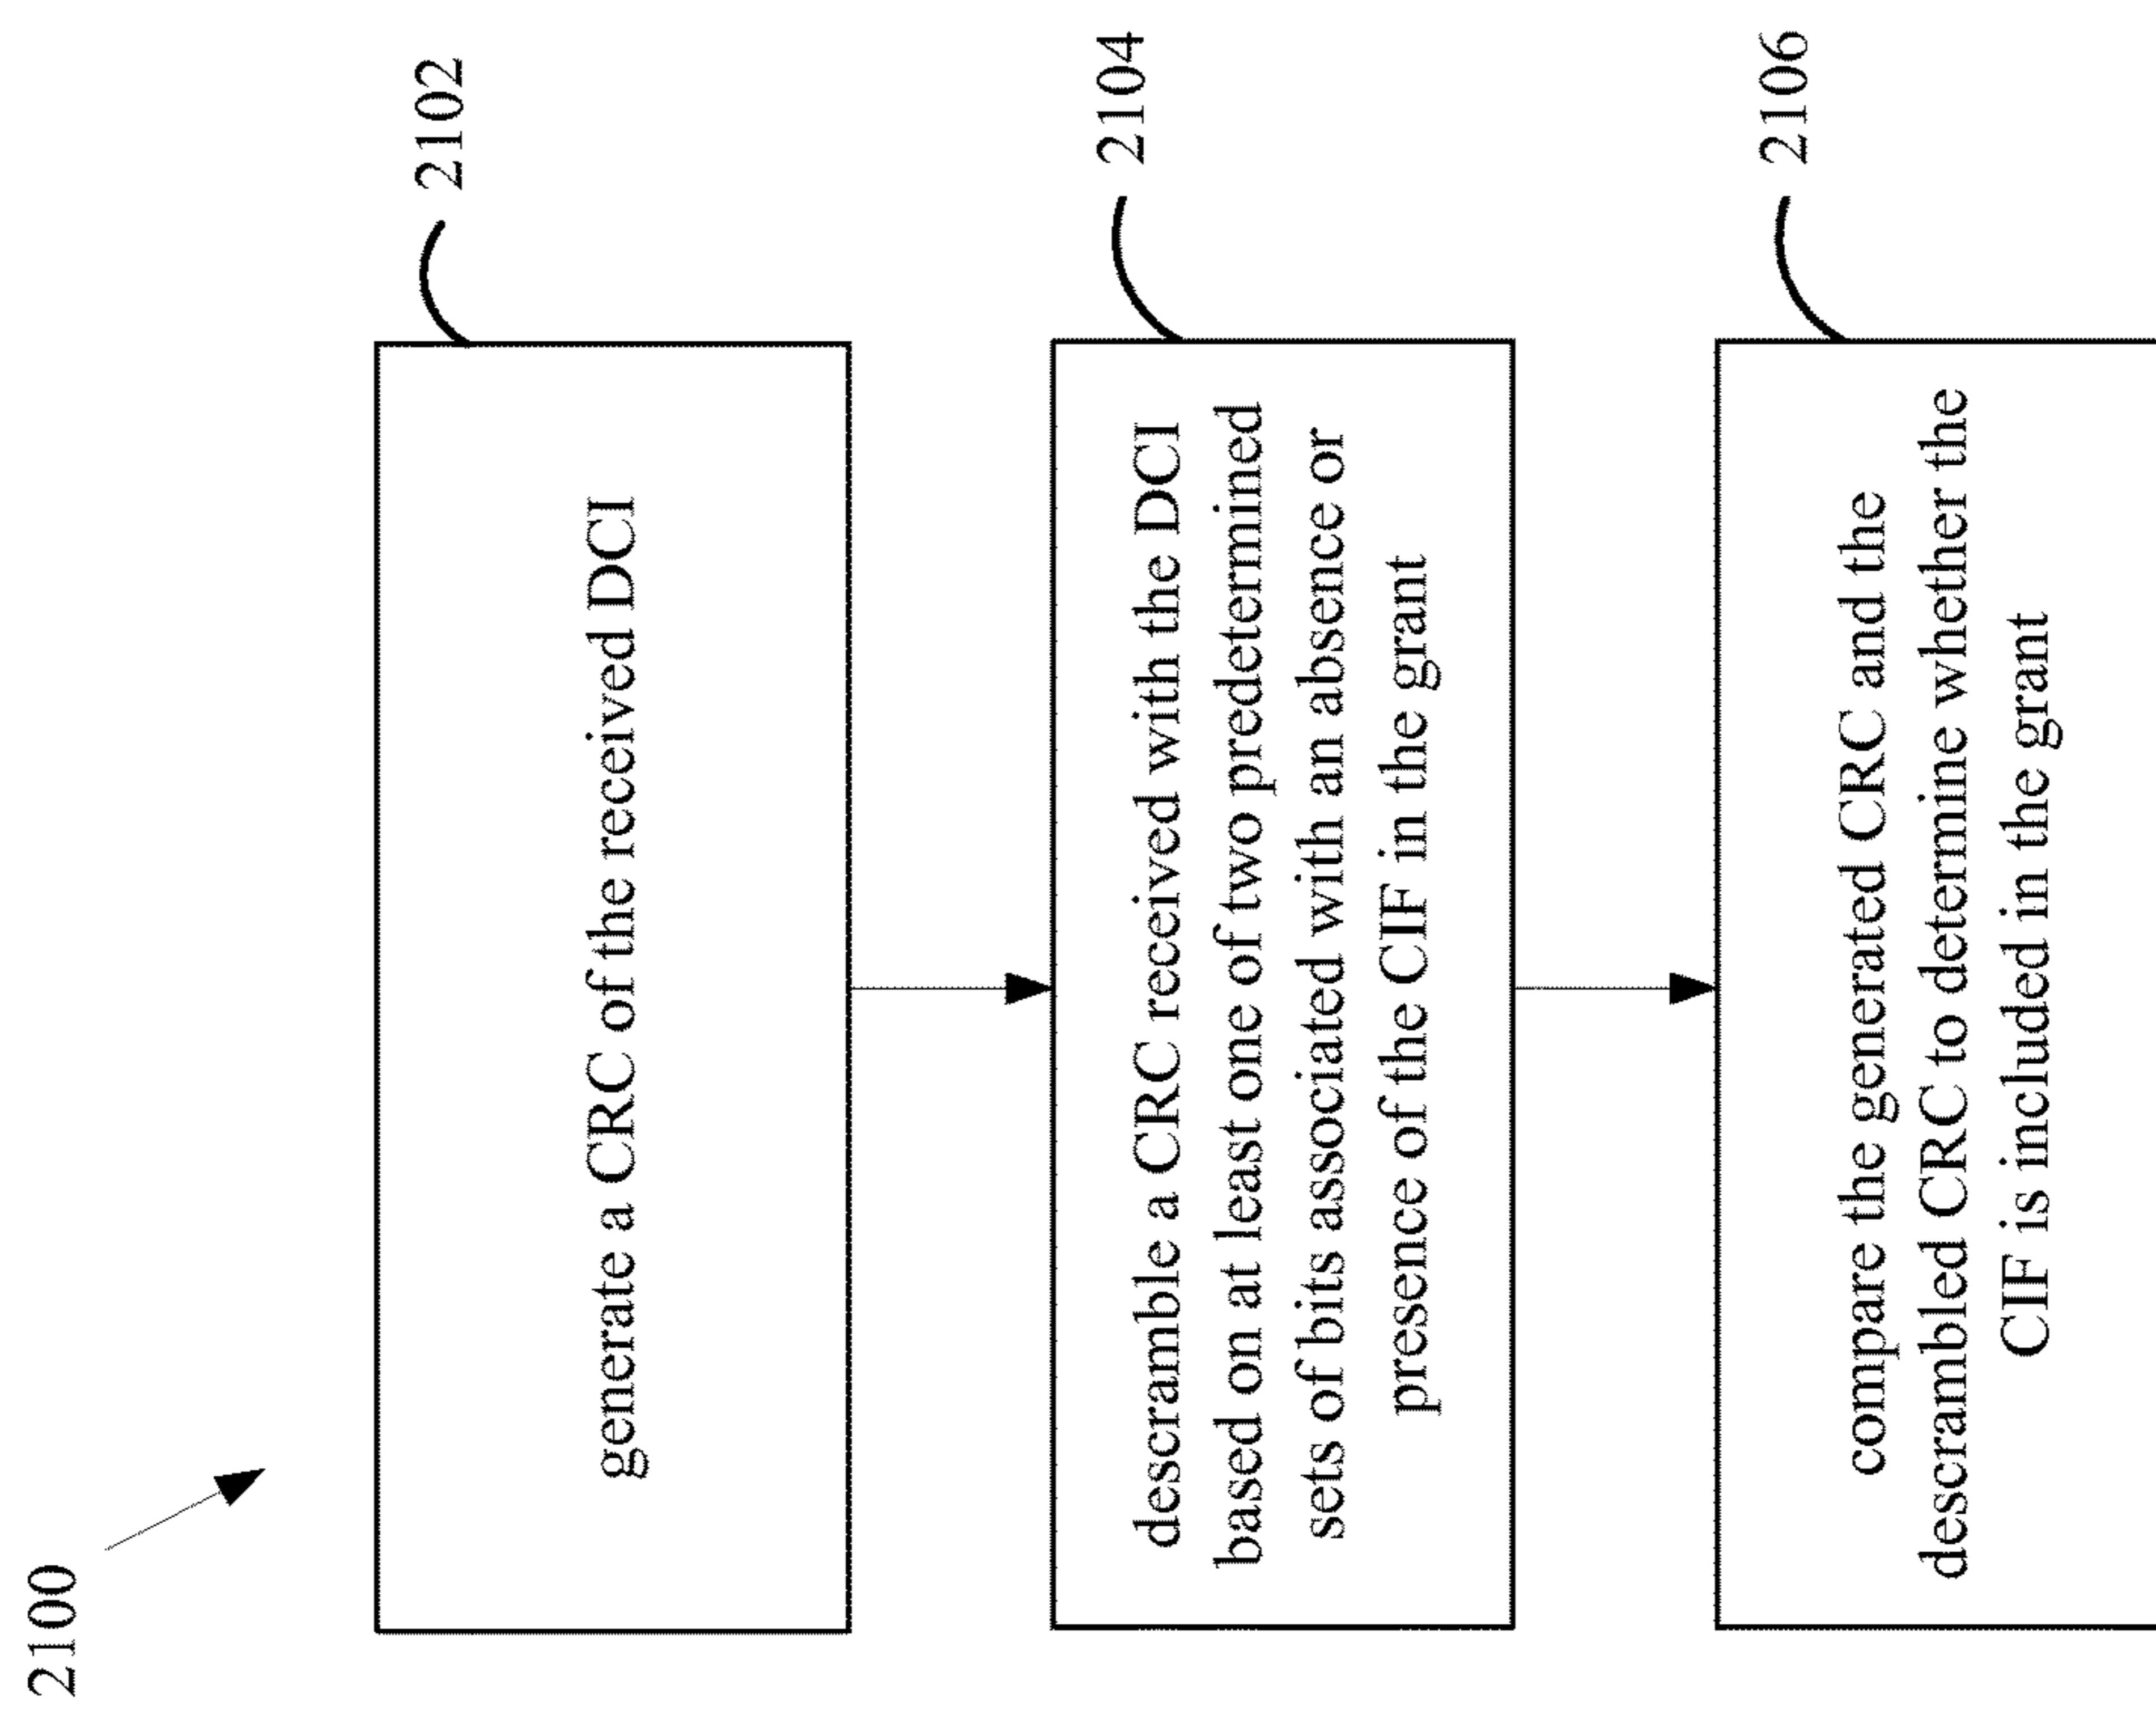 2100
2102
generate a CRC of the received DCI
2104
descramble a CRC received with the DCI
based on at least one of two predetermined
sets of bits associated with an absence or
presence of the CIF in the grant
2106
compare the generated CRC and the
descrambled CRC to determine whether the
CIF is included in the grant